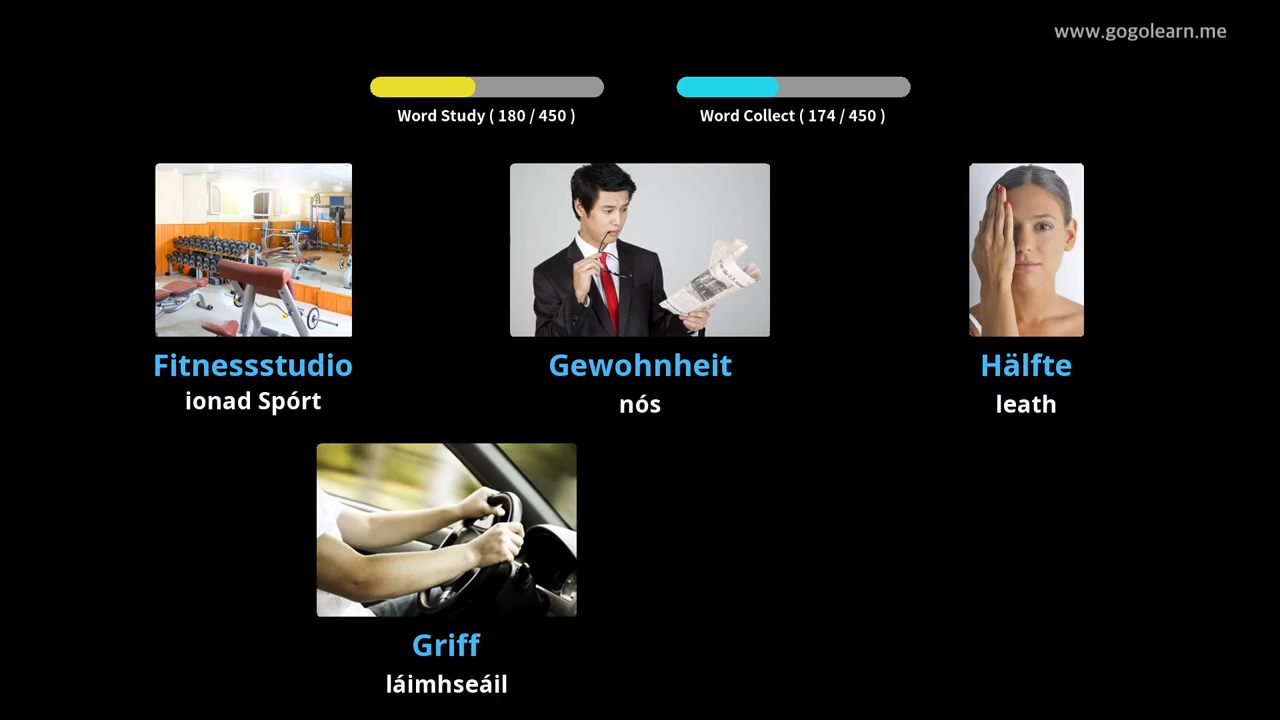 www.gogolearn.me
Word Study ( 180 / 450 )
Word Collect ( 174 / 450 )
Fitnessstudio
ionad Spórt
Gewohnheit
nós
Hälfte
leath
Griff
láimhseáil